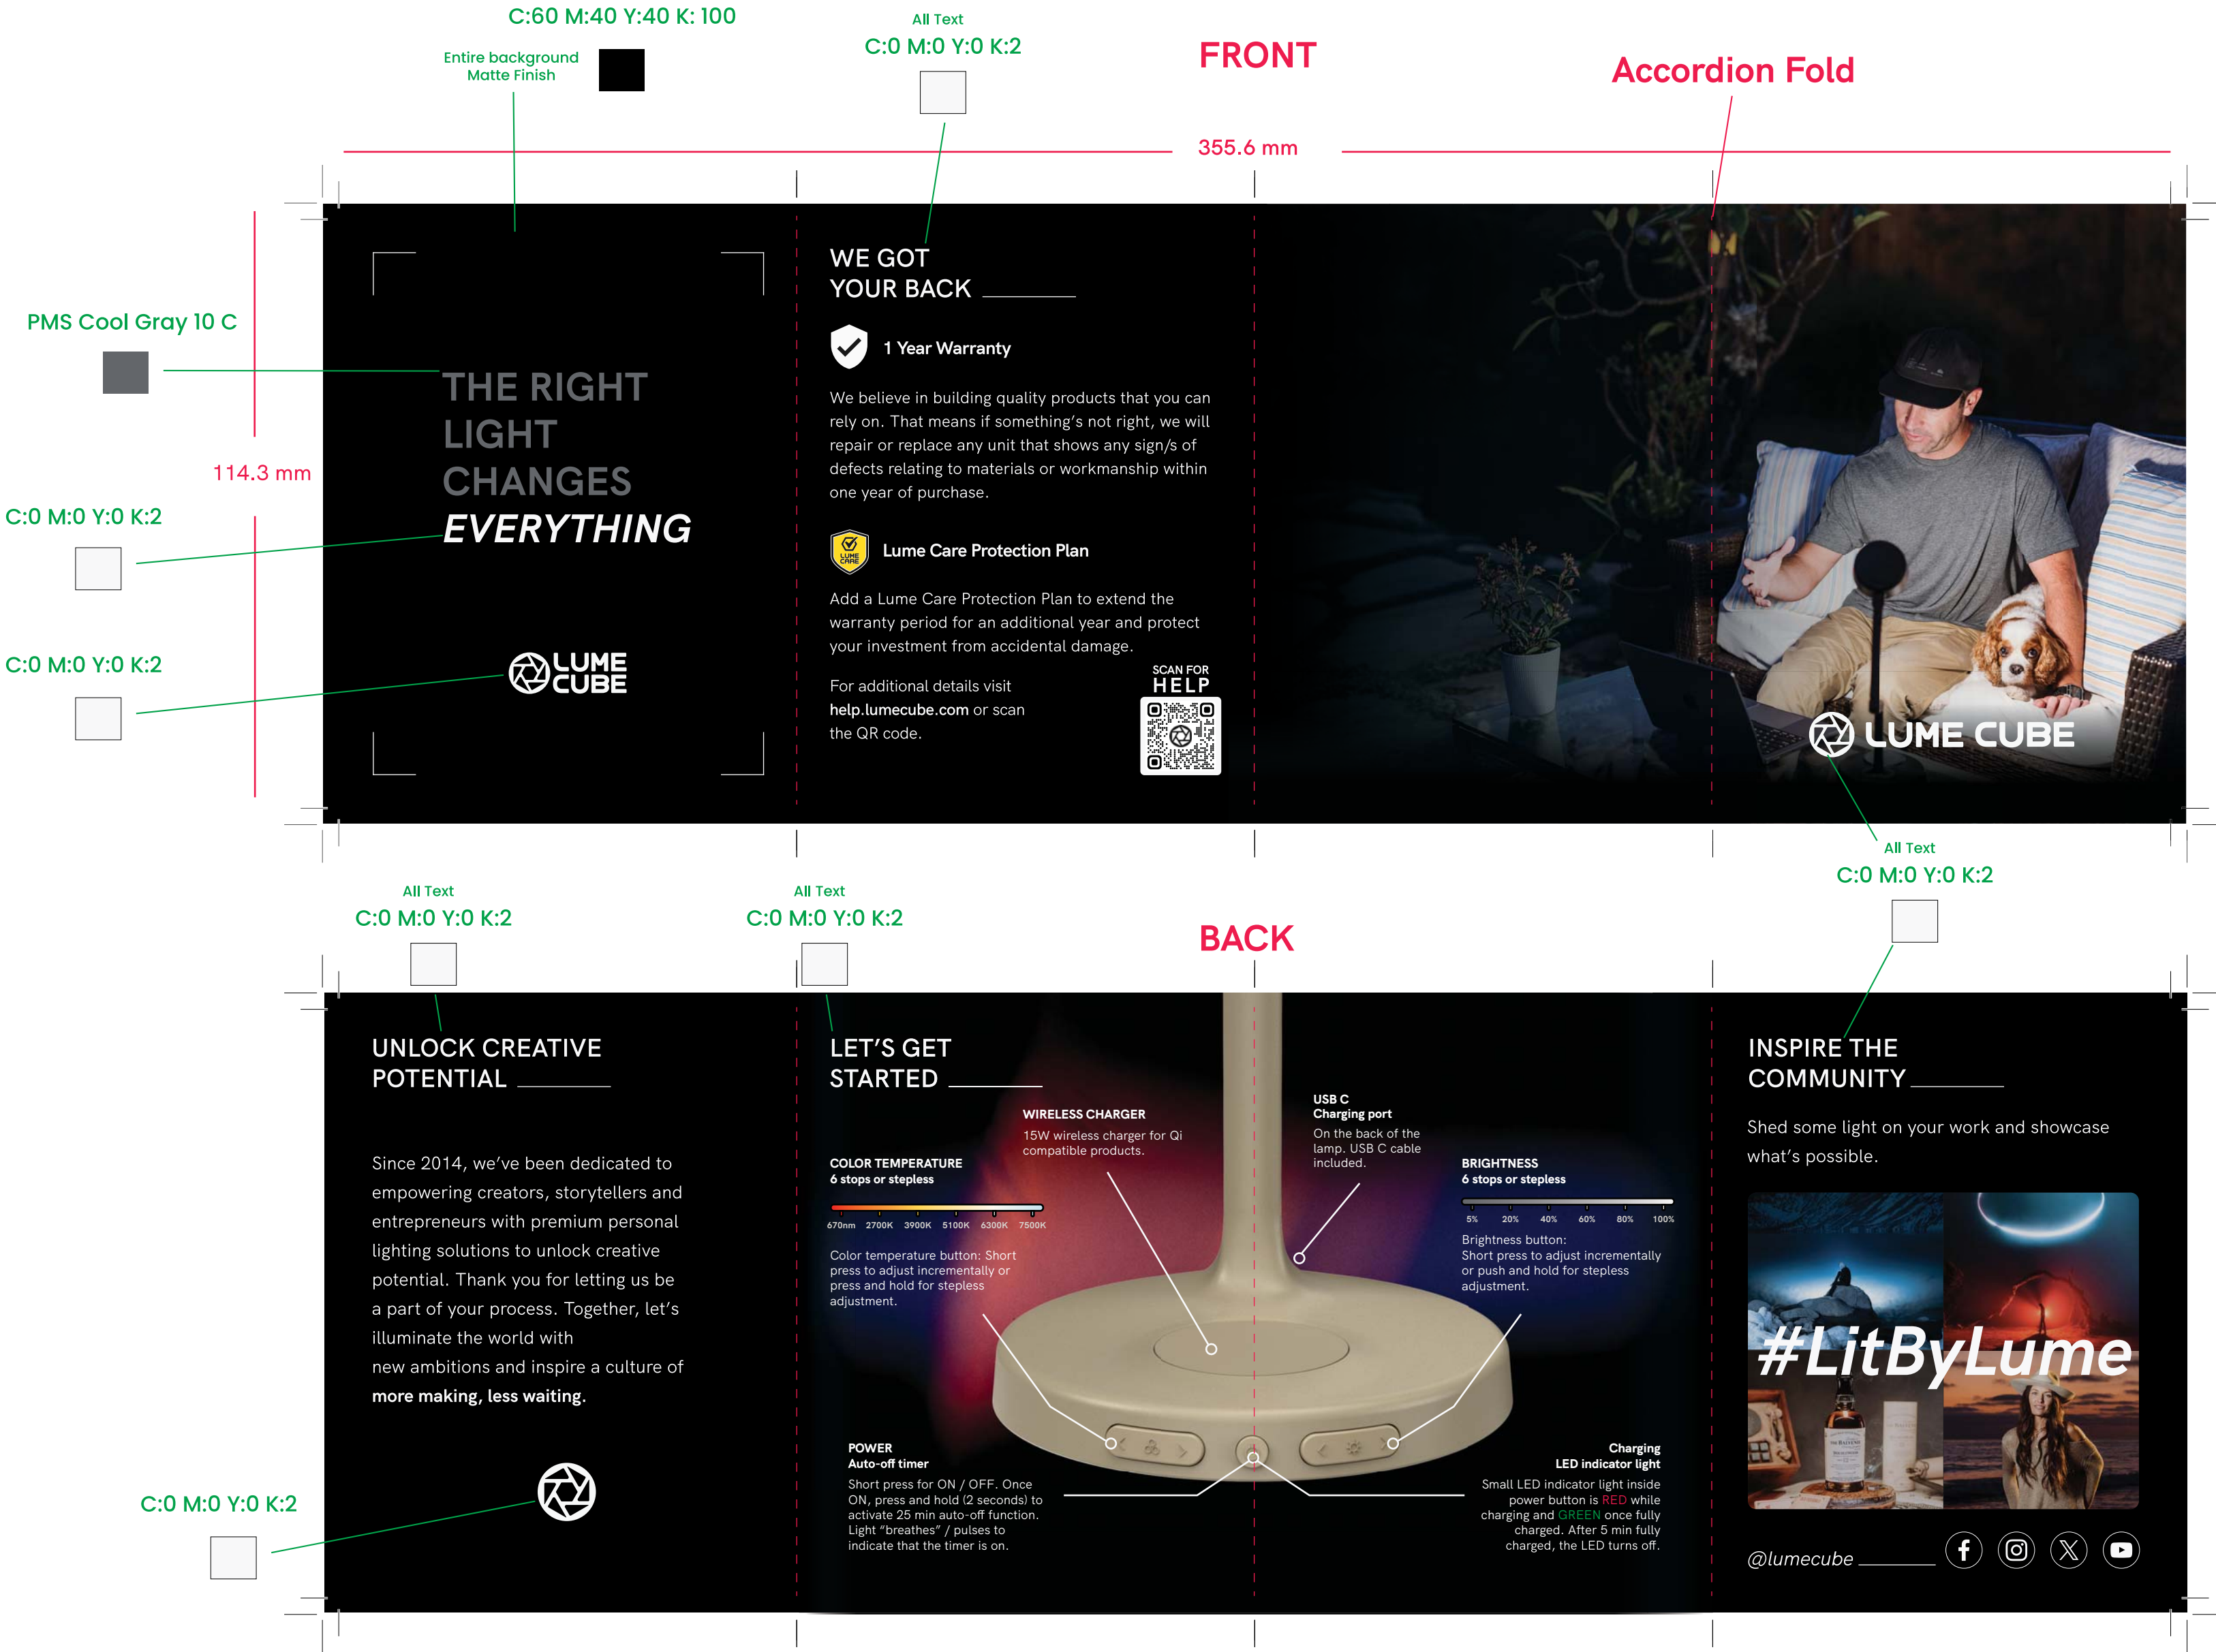 C:60 M:40 Y:40 K: 100
Entire background
Matte Finish
All Text
C:0 M:0 Y:0 K:2
FRONT
Accordion Fold
355.6 mm
PMS Cool Gray 10 C
114.3 mm
C:0 M:0 Y:0 K:2
C:0 M:0 Y:0 K:2
THE RIGHT
LIGHT
CHANGES
EVERYTHING
LUME
CUBE
WE GOT
YOUR BACK
1 Year Warranty
We believe in building quality products that you can
rely on. That means if something's not right, we will
repair or replace any unit that shows any sign/s of
defects relating to materials or workmanship within
one year of purchase.
LUME
CARE
Lume Care Protection Plan
Add a Lume Care Protection Plan to extend the
warranty period for an additional year and protect
your investment from accidental damage.
For additional details visit
help.lumecube.com or scan
the QR code.
SCAN FOR
HELP
LUME CUBE
All Text
C:0 M:0 Y:0 K:2
All Text
C:0 M:0 Y:0 K:2
All Text
C:0 M:0 Y:0 K:2
BACK
UNLOCK CREATIVE
POTENTIAL
Since 2014, we've been dedicated to
empowering creators, storytellers and
entrepreneurs with premium personal
lighting solutions to unlock creative
potential. Thank you for letting us be
a part of your process. Together, let's
illuminate the world with
new ambitions and inspire a culture of
more making, less waiting.
C:0 M:0 Y:0 K:2
LET'S GET
STARTED
WIRELESS CHARGER
15W wireless charger for Qi
compatible products.
COLOR TEMPERATURE
6 stops or stepless
670nm 2700K 3900K 5100K 6300K 7500K
Color temperature button: Short
press to adjust incrementally or
press and hold for stepless
adjustment.
POWER
Auto-off timer
Short press for ON / OFF. Once
ON, press and hold (2 seconds) to
activate 25 min auto-off function.
Light "breathes" / pulses to
indicate that the timer is on.
USB C
Charging port
On the back of the
lamp. USB C cable
included.
BRIGHTNESS
6 stops or stepless
5% 20% 40% 60% 80% 100%
Brightness button:
Short press to adjust incrementally
or push and hold for stepless
adjustment.
Charging
LED indicator light
Small LED indicator light inside
power button is RED while
charging and GREEN once fully
charged. After 5 min fully
charged, the LED turns off.
INSPIRE THE
COMMUNITY
Shed some light on your work and showcase
what's possible.
#LitByLume
@lumecube